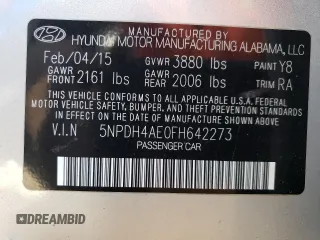 MANUFACTURED BY
HYUNDAI MOTOR MANUFACTURING ALABAMA, LLC
Feb/04/15 GVWR 3880 lbs PAINT Y8
GAWR FRONT 2161 lbs GAWR REAR 2006 lbs TRIM RA
THIS VEHICLE CONFORMS TO ALL APPLICABLE
FEDERAL MOTOR VEHICLE SAFETY, BUMPER, AND
THEFT PREVENTION STANDARDS IN EFFECT ON THE
DATE OF MANUFACTURE SHOWN ABOVE.
V.I.N 5NPDH4AE0FH642273
PASSENGER CAR
DREAMBID